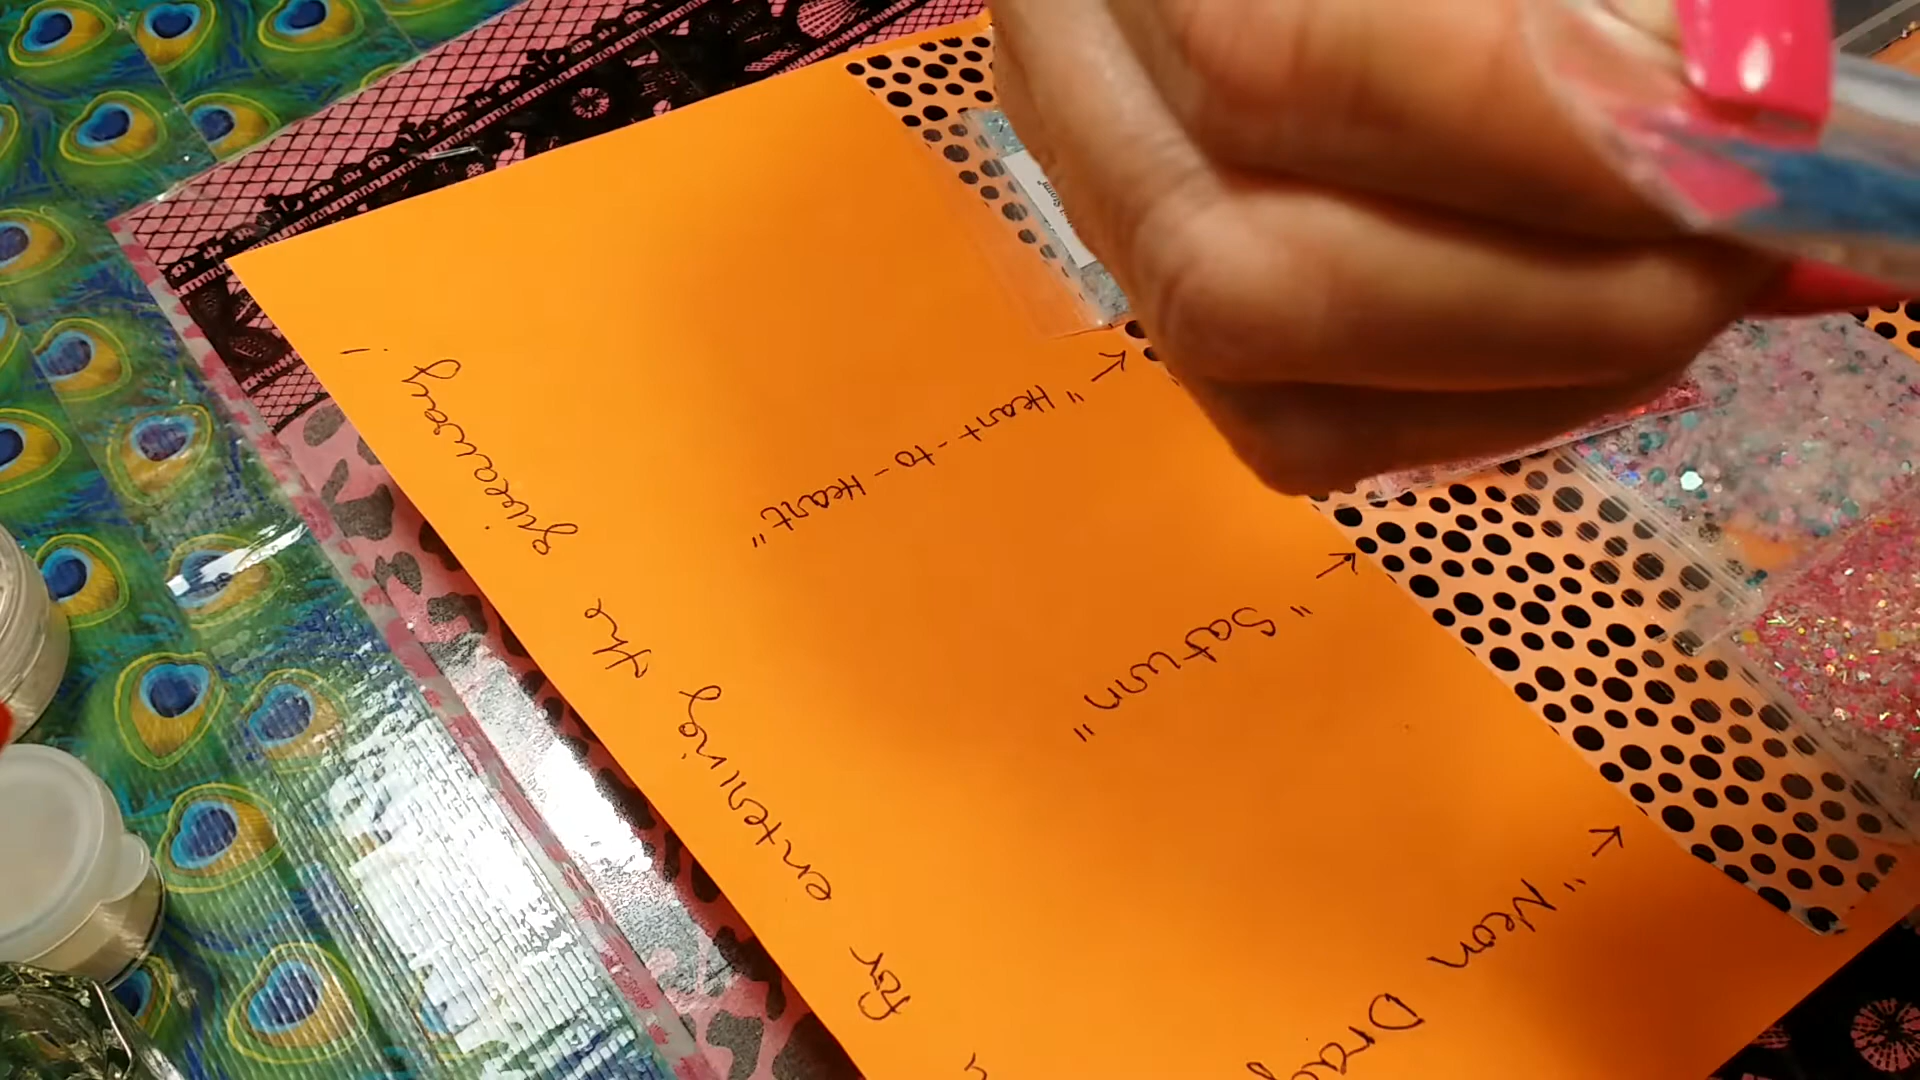 "Heart-to-Heart"
"Saturn"
"Neon Drag
For entering the giveaway!